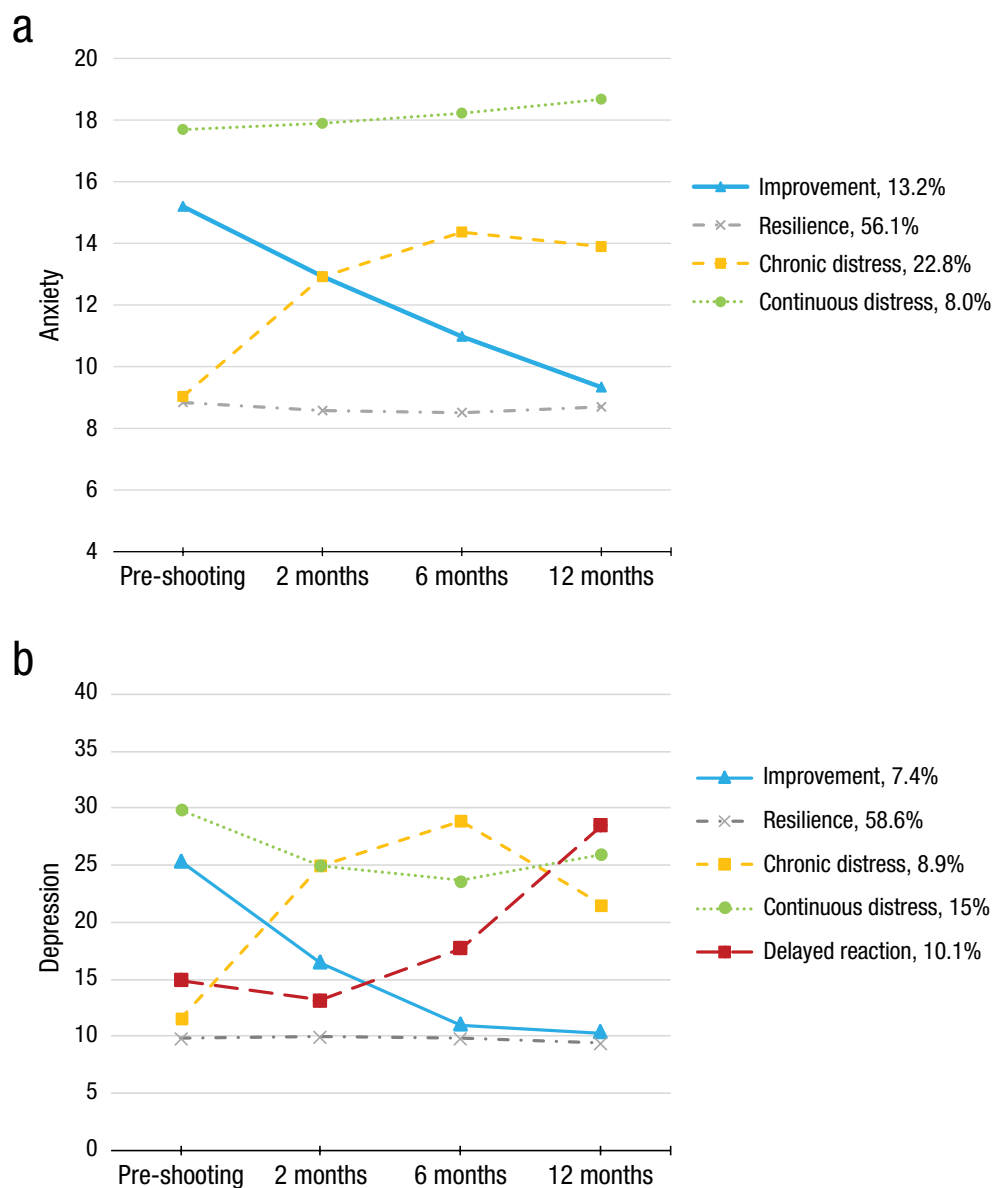 a
20
18
16
14
12
10
8
6
4
Anxiety
Pre-shooting 2 months 6 months 12 months
Improvement, 13.2%
Resilience, 56.1%
Chronic distress, 22.8%
Continuous distress, 8.0%
b
40
35
30
25
20
15
10
5
0
Depression
Pre-shooting 2 months 6 months 12 months
Improvement, 7.4%
Resilience, 58.6%
Chronic distress, 8.9%
Continuous distress, 15%
Delayed reaction, 10.1%